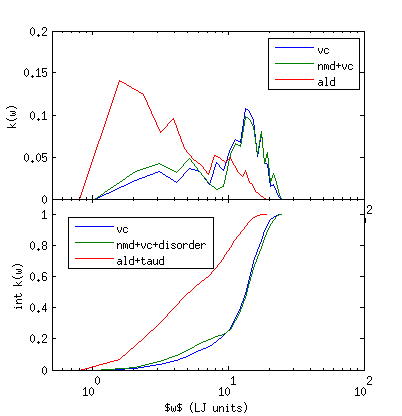 0.2
vc
nmd+vc
ald
0.15
0.1
k(w)
0.05
0
1
2
vc
nmd+vc+disorder
ald+taud
0.8
0.6
int k(w)
0.4
0.2
0
10^0
10^1
10^2
$w$ (LJ units)